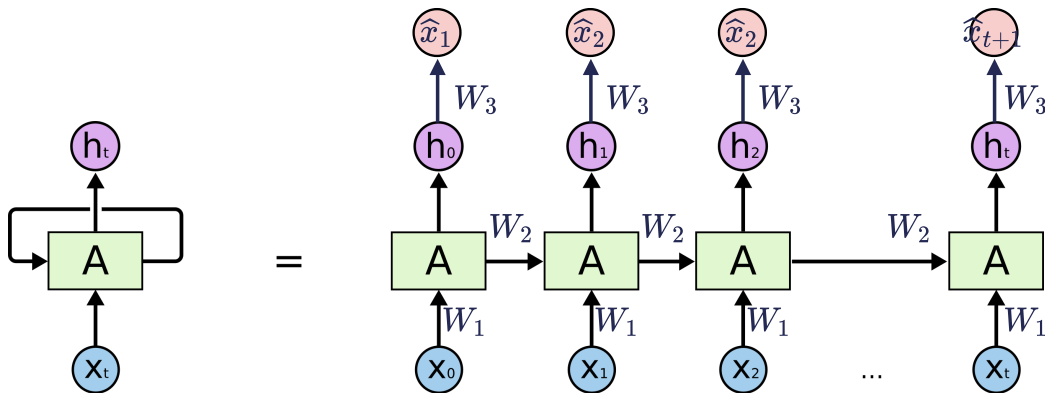 x̂₁ x̂₂ x̂₂ x̂ₜ₊₁
W₃ W₃ W₃ W₃
hₜ h₀ h₁ h₂ hₜ
W₂ W₂ W₂
A = A A A A
W₁ W₁ W₁ W₁
xₜ x₀ x₁ x₂ ... xₜ